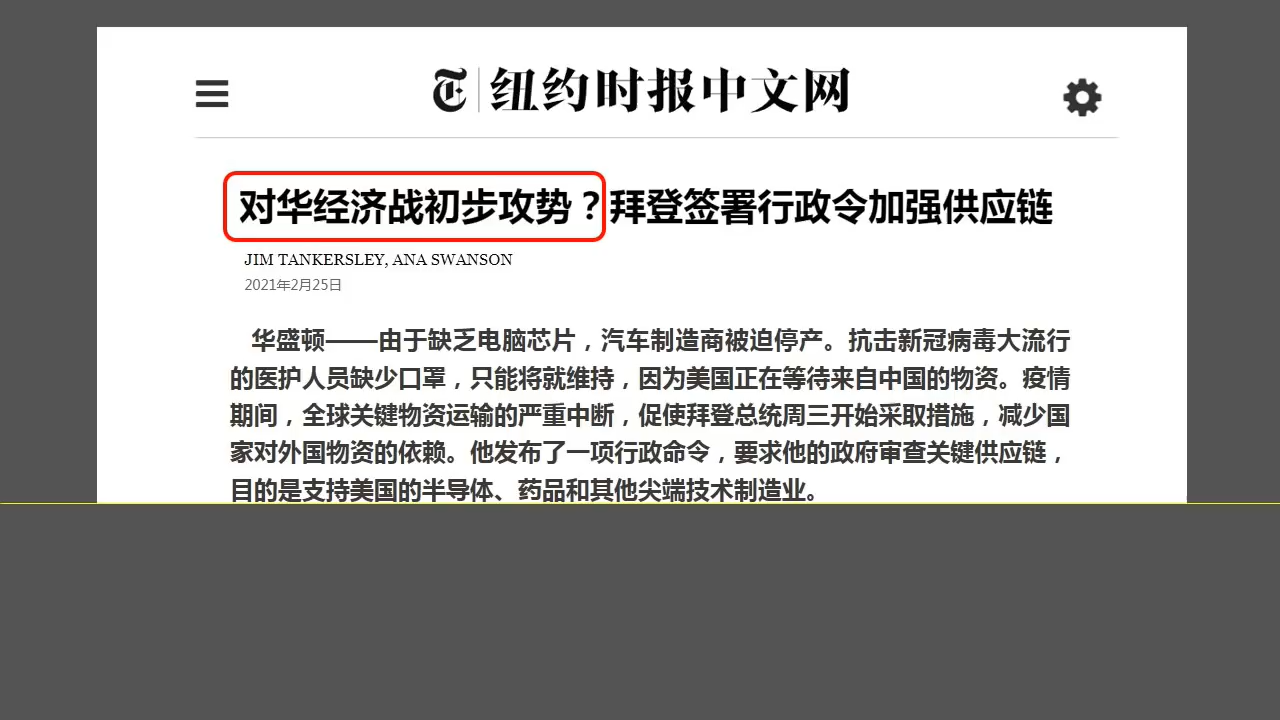 纽约时报中文网
对华经济战初步攻势？拜登签署行政令加强供应链
JIM TANKERSLEY, ANA SWANSON
2021年2月25日
华盛顿——由于缺乏电脑芯片，汽车制造商被迫停产。抗击新冠病毒大流行
的医护人员缺少口罩，只能将就维持，因为美国正在等待来自中国的物资。疫情
期间，全球关键物资运输的严重中断，促使拜登总统周三开始采取措施，减少国
家对外国物资的依赖。他发布了一项行政命令，要求他的政府审查关键供应链，
目的是支持美国的半导体、药品和其他尖端技术制造业。